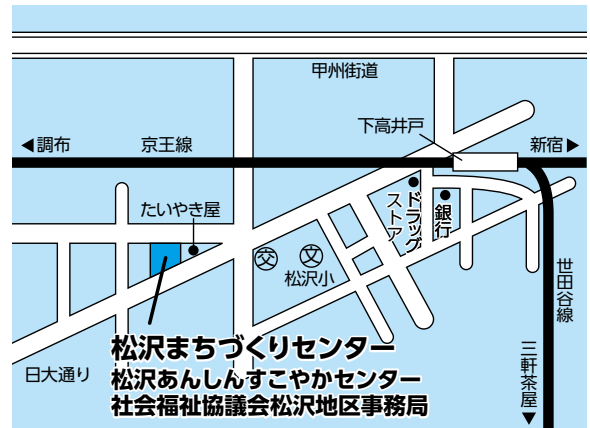 甲州街道
下高井戸
◀調布
京王線
新宿▶
たいやき屋
ドラッグ
ストア
銀行
交
文
松沢小
世田谷線
松沢まちづくりセンター
松沢あんしんすこやかセンター
社会福祉協議会松沢地区事務局
日大通り
三軒茶屋▼